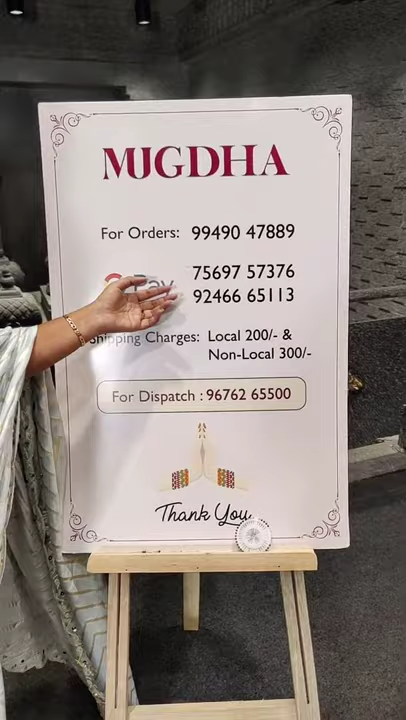 MUGDHA
For Orders: 99490 47889
Pay 75697 57376
92466 65113
Shipping Charges: Local 200/- &
Non-Local 300/-
For Dispatch : 96762 65500
Thank You